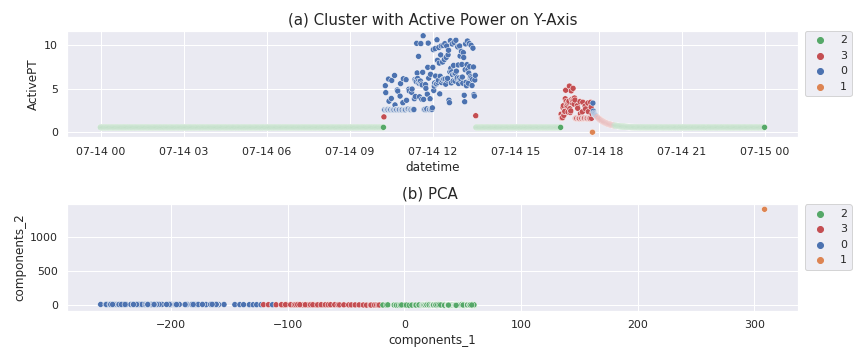 (a) Cluster with Active Power on Y-Axis
10
5
0
ActivePT
07-14 00 07-14 03 07-14 06 07-14 09 07-14 12 07-14 15 07-14 18 07-14 21 07-15 00
datetime
2
3
0
1
(b) PCA
1000
500
0
components_2
−200 −100 0 100 200 300
components_1
2
3
0
1